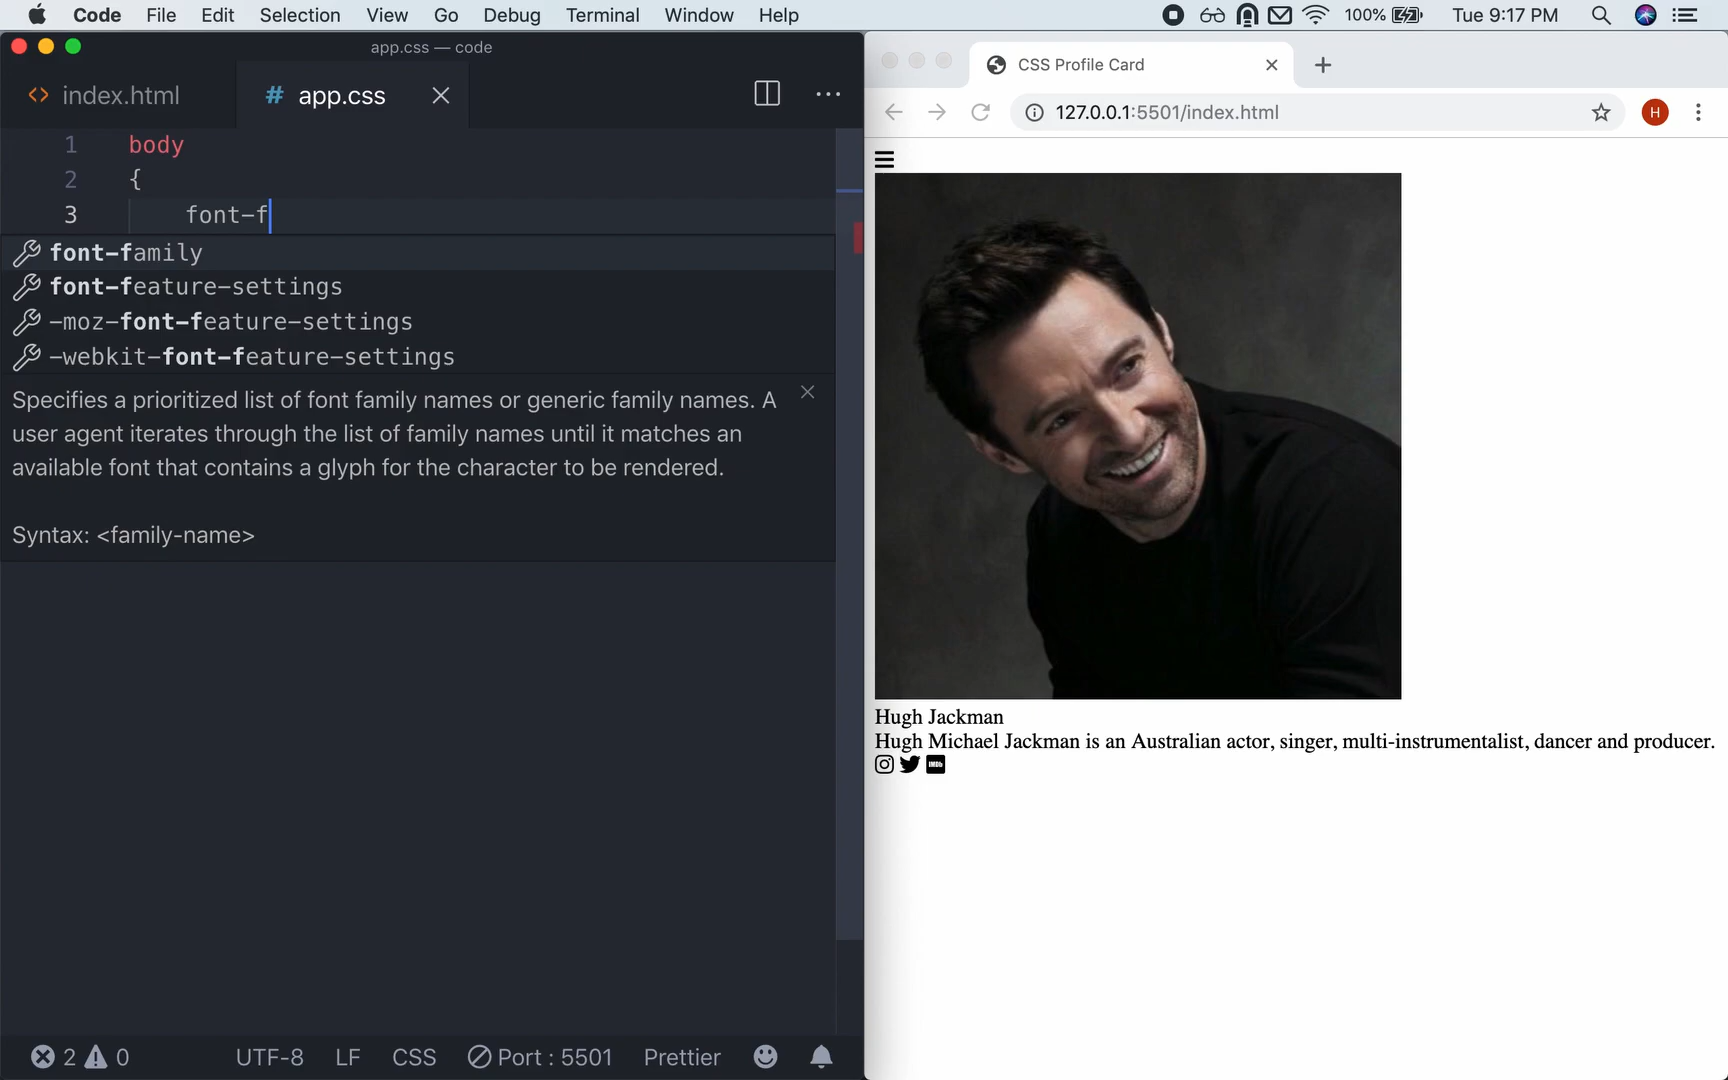 Code File Edit Selection View Go Debug Terminal Window Help 100% Tue 9:17 PM
app.css — code
<> index.html # app.css
1 body
2 {
3 font-f
font-family
font-feature-settings
-moz-font-feature-settings
-webkit-font-feature-settings
Specifies a prioritized list of font family names or generic family names. A
user agent iterates through the list of family names until it matches an
available font that contains a glyph for the character to be rendered.
Syntax: <family-name>
2 0 UTF-8 LF CSS Port : 5501 Prettier
CSS Profile Card
127.0.0.1:5501/index.html H
Hugh Jackman
Hugh Michael Jackman is an Australian actor, singer, multi-instrumentalist, dancer and producer.
IMDb